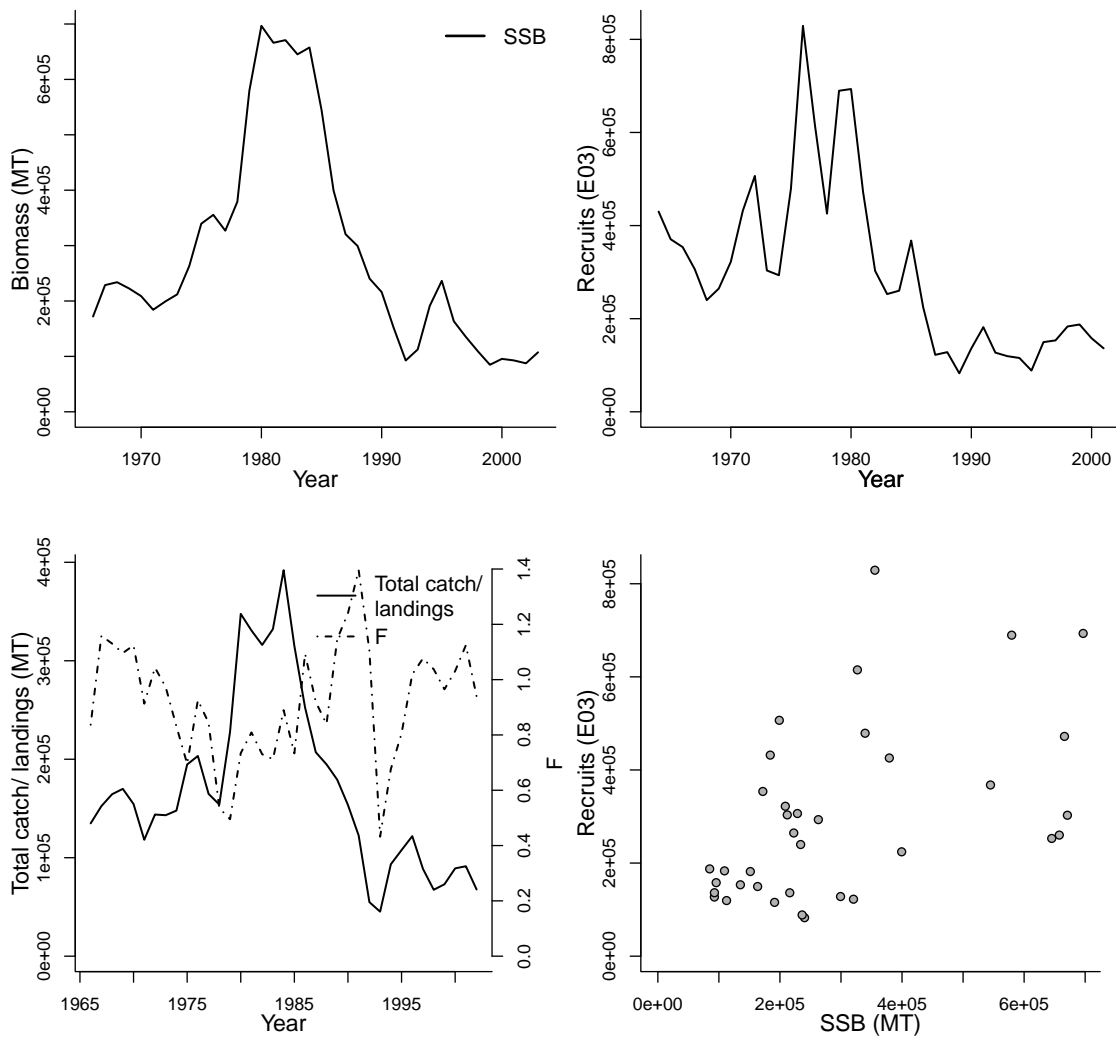 SSB
Biomass (MT)
0e+00 2e+05 4e+05 6e+05
1970 1980 1990 2000
Year
Recruits (E03)
0e+00 2e+05 4e+05 6e+05 8e+05
1970 1980 1990 2000
Year
Total catch/
landings
F
Total catch/ landings (MT)
0e+00 1e+05 2e+05 3e+05 4e+05
0.0 0.2 0.4 0.6 0.8 1.0 1.2 1.4
F
1965 1975 1985 1995
Year
Recruits (E03)
0e+00 2e+05 4e+05 6e+05 8e+05
0e+00 2e+05 4e+05 6e+05
SSB (MT)